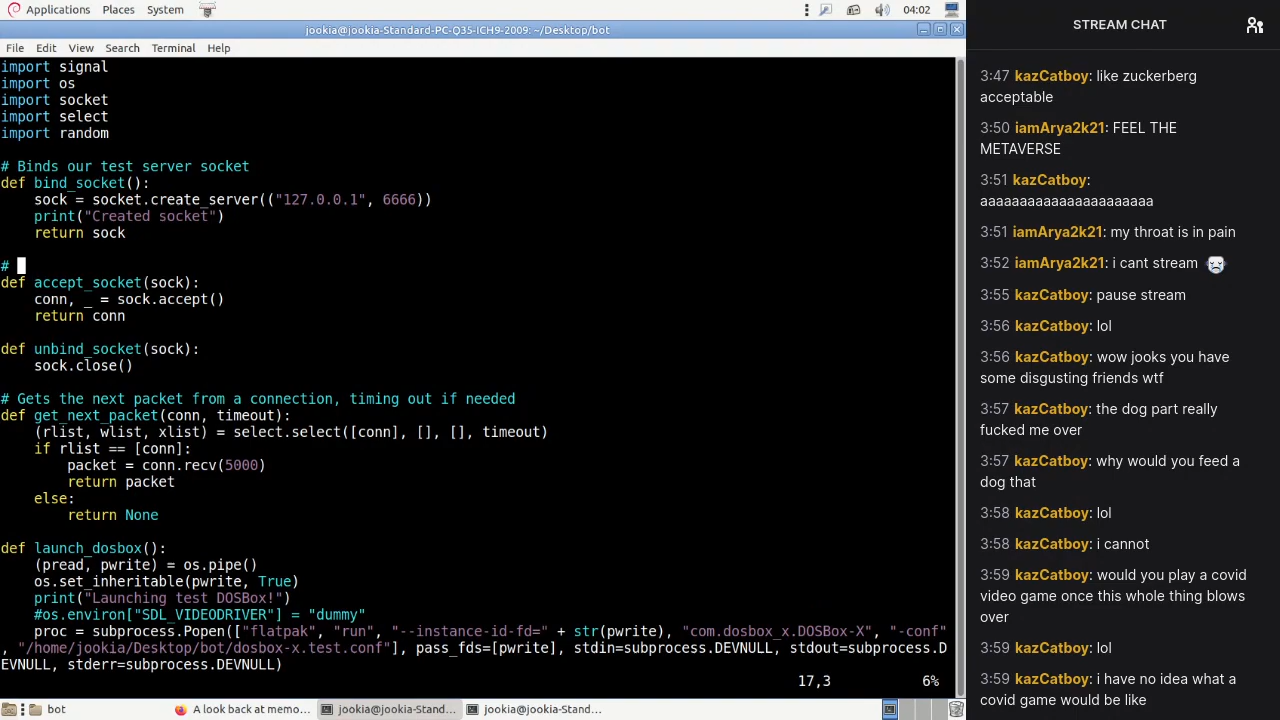 Applications Places System 04:02
jookia@jookia-Standard-PC-Q35-ICH9-2009: ~/Desktop/bot
File Edit View Search Terminal Help
import signal
import os
import socket
import select
import random
# Binds our test server socket
def bind_socket():
    sock = socket.create_server(("127.0.0.1", 6666))
    print("Created socket")
    return sock
#
def accept_socket(sock):
    conn, _ = sock.accept()
    return conn
def unbind_socket(sock):
    sock.close()
# Gets the next packet from a connection, timing out if needed
def get_next_packet(conn, timeout):
    (rlist, wlist, xlist) = select.select([conn], [], [], timeout)
    if rlist == [conn]:
        packet = conn.recv(5000)
        return packet
    else:
        return None
def launch_dosbox():
    (pread, pwrite) = os.pipe()
    os.set_inheritable(pwrite, True)
    print("Launching test DOSBox!")
    #os.environ["SDL_VIDEODRIVER"] = "dummy"
    proc = subprocess.Popen(["flatpak", "run", "--instance-id-fd=" + str(pwrite), "com.dosbox_x.DOSBox-X", "-conf"
, "/home/jookia/Desktop/bot/dosbox-x.test.conf"], pass_fds=[pwrite], stdin=subprocess.DEVNULL, stdout=subprocess.D
EVNULL, stderr=subprocess.DEVNULL)
17,3 6%
bot A look back at memo... jookia@jookia-Stand... jookia@jookia-Stand...
STREAM CHAT
3:47 kazCatboy: like zuckerberg
acceptable
3:50 iamArya2k21: FEEL THE
METAVERSE
3:51 kazCatboy:
aaaaaaaaaaaaaaaaaaaaaa
3:51 iamArya2k21: my throat is in pain
3:52 iamArya2k21: i cant stream
3:55 kazCatboy: pause stream
3:56 kazCatboy: lol
3:56 kazCatboy: wow jooks you have
some disgusting friends wtf
3:57 kazCatboy: the dog part really
fucked me over
3:57 kazCatboy: why would you feed a
dog that
3:58 kazCatboy: lol
3:58 kazCatboy: i cannot
3:59 kazCatboy: would you play a covid
video game once this whole thing blows
over
3:59 kazCatboy: lol
3:59 kazCatboy: i have no idea what a
covid game would be like